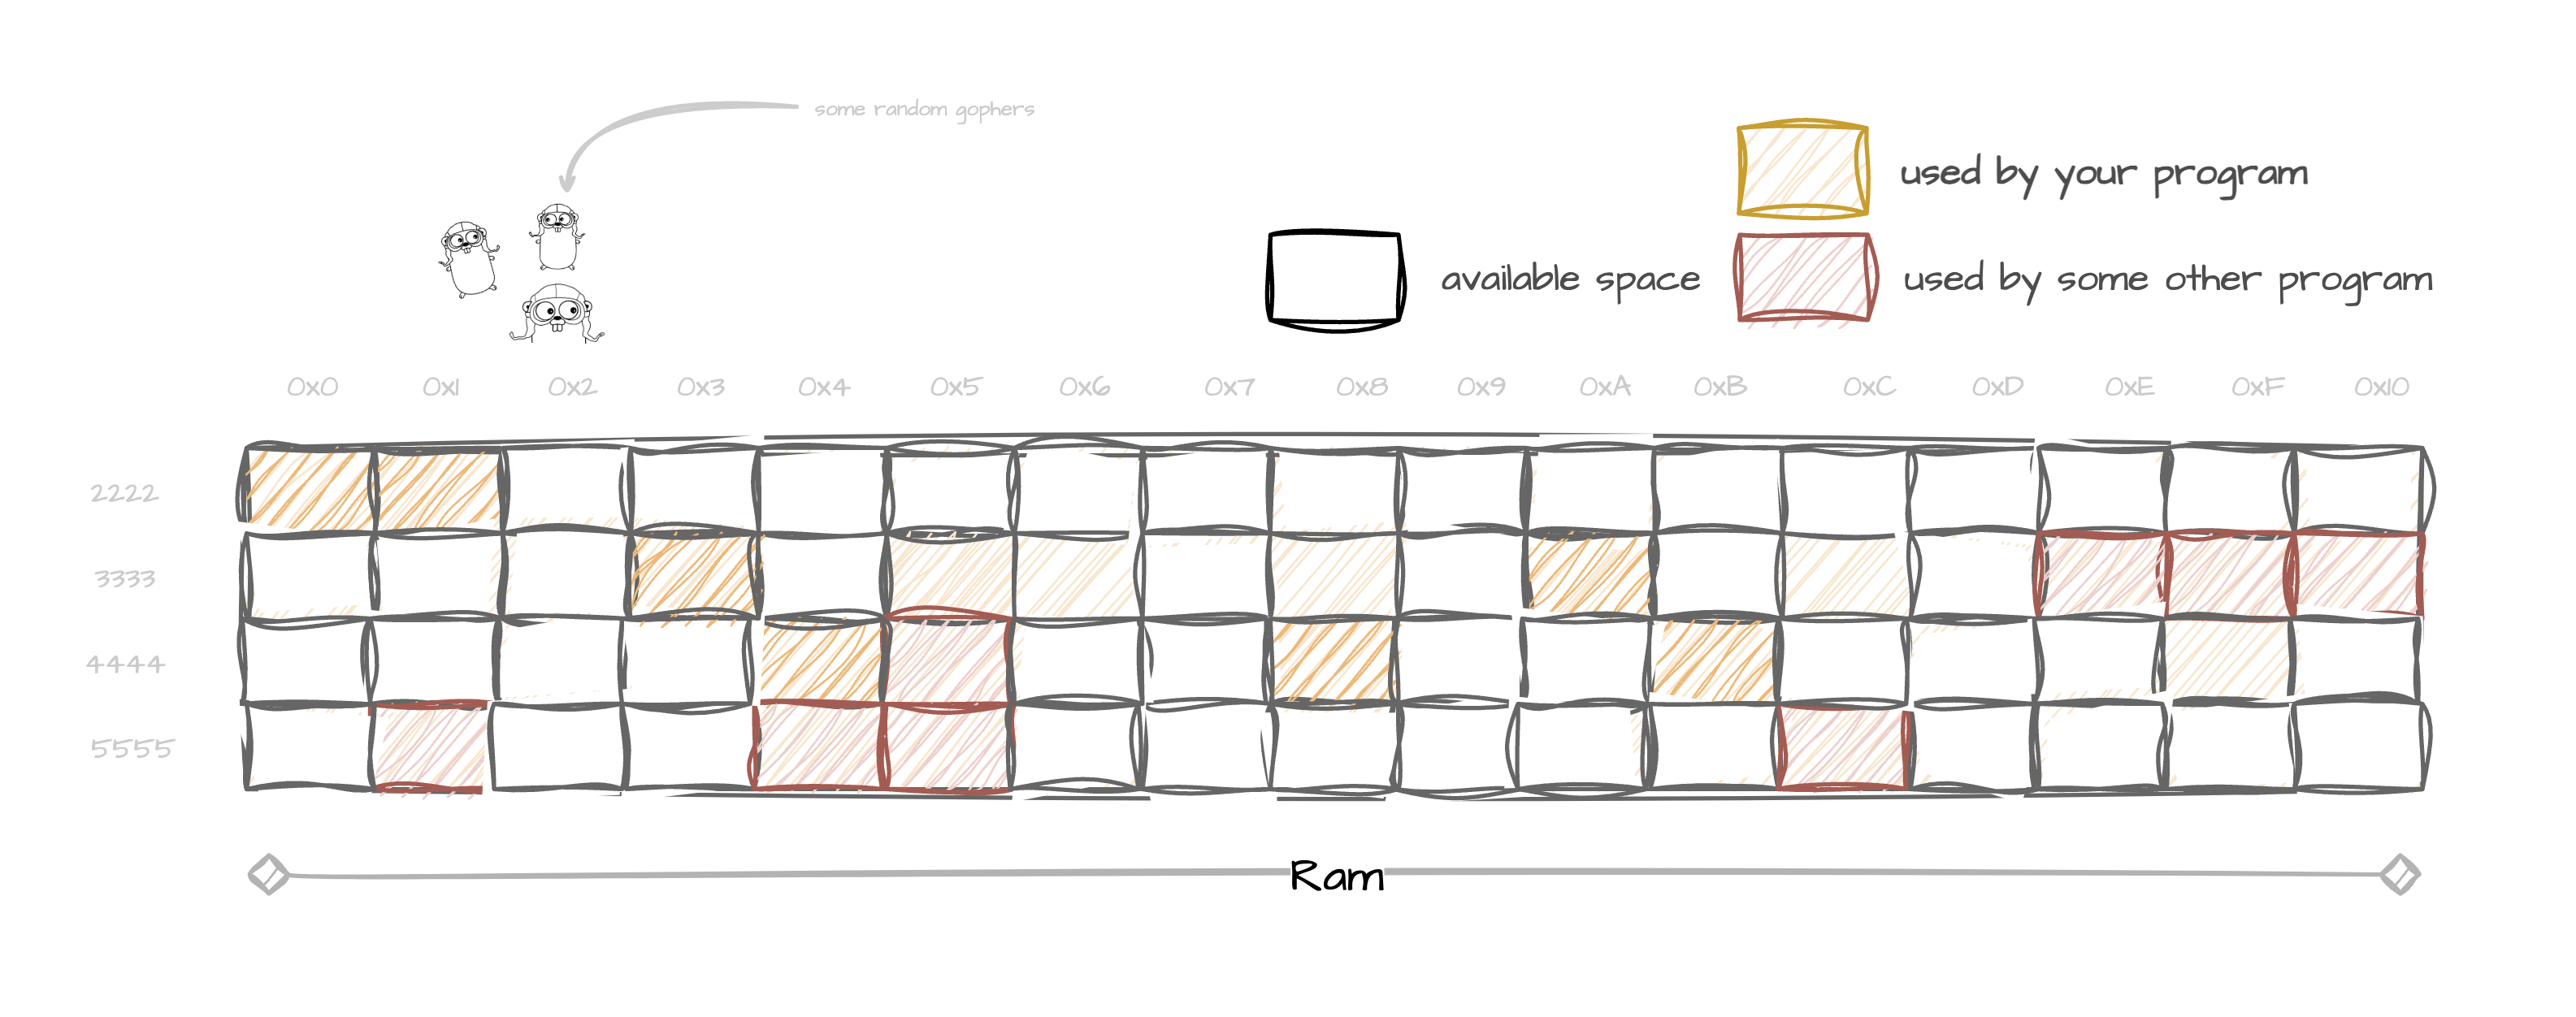 some random gophers
used by your program
available space
used by some other program
0x0 0x1 0x2 0x3 0x4 0x5 0x6 0x7 0x8 0x9 0xA 0xB 0xC 0xD 0xE 0xF 0x10
2222
3333
4444
5555
Ram